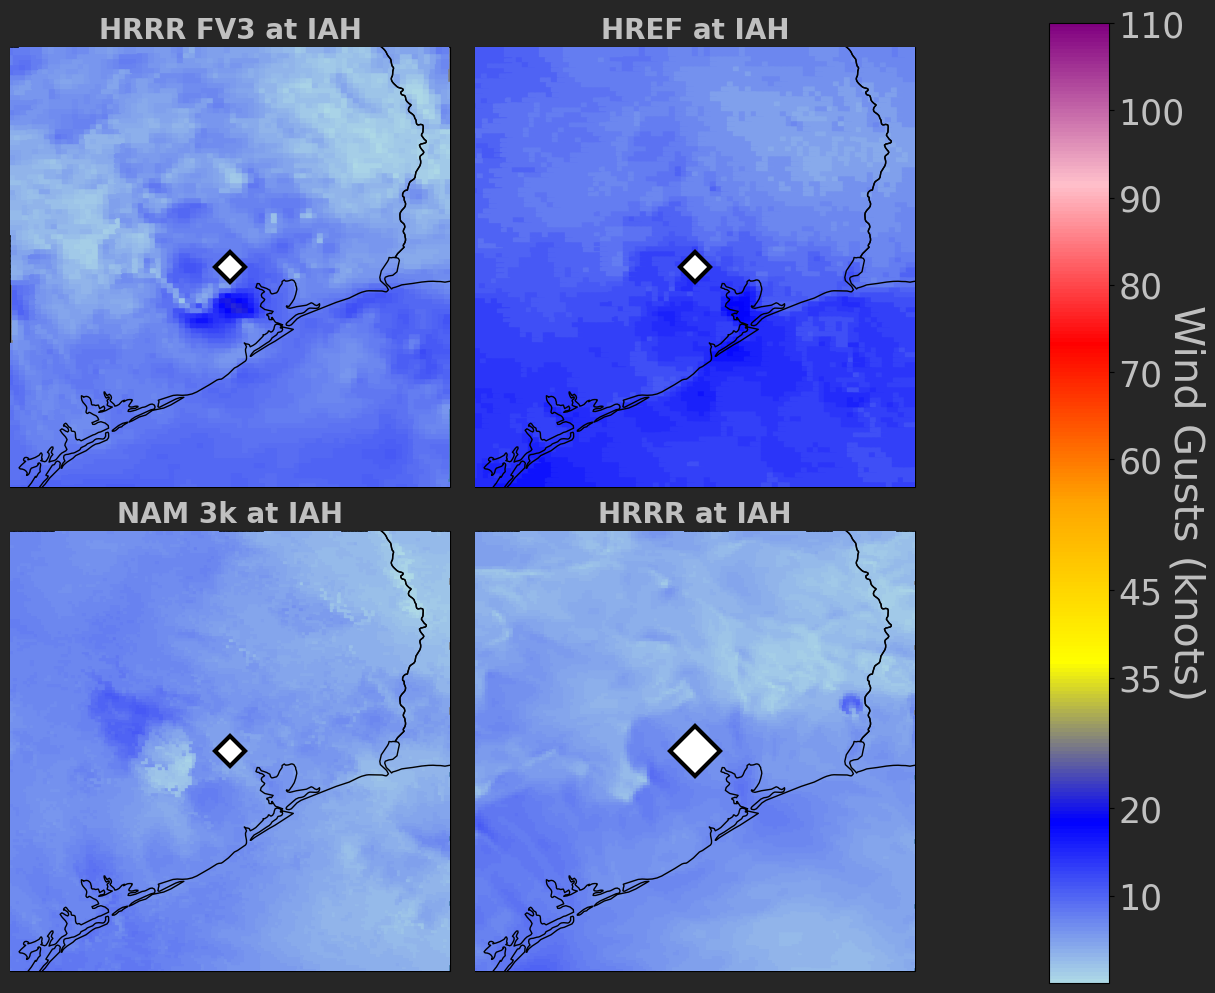 HRRR FV3 at IAH
HREF at IAH
NAM 3k at IAH
HRRR at IAH
110
100
90
80
70
60
45
35
20
10
Wind Gusts (knots)